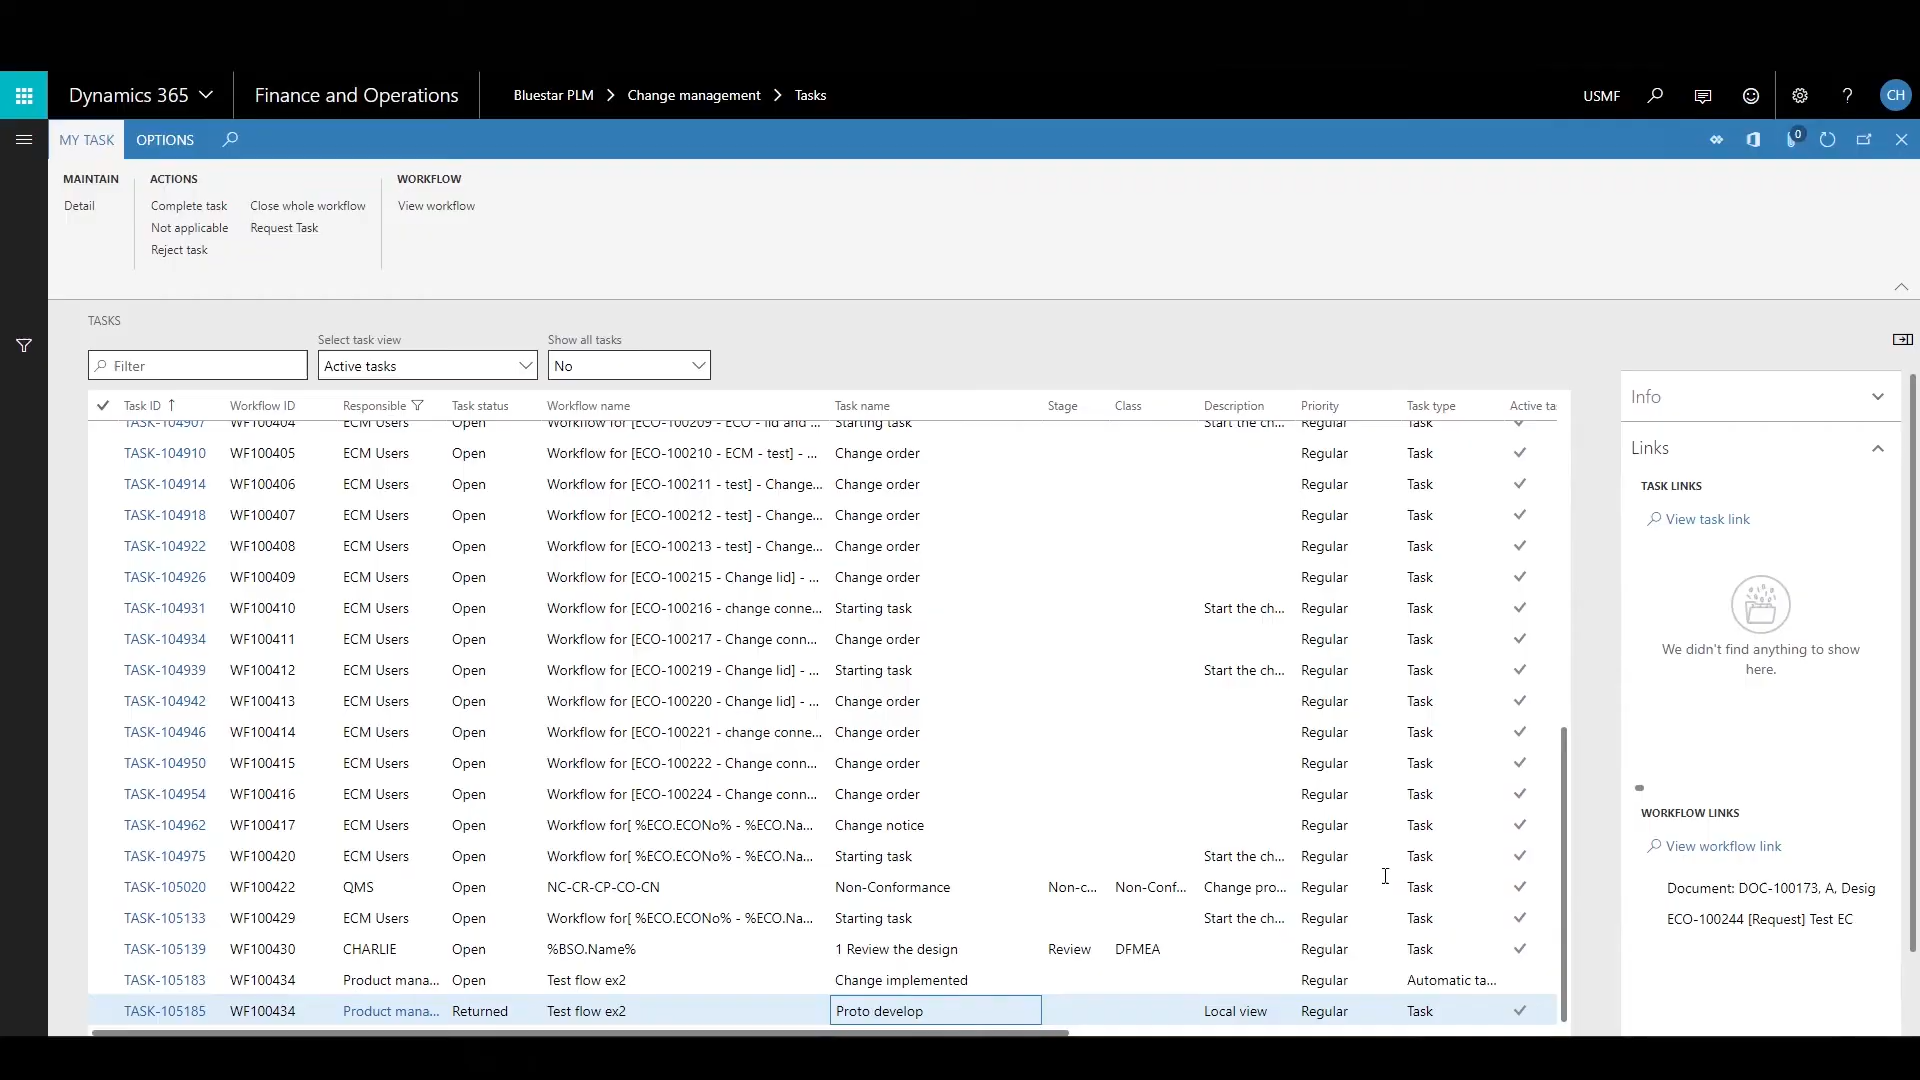 Dynamics 365 Finance and Operations Bluestar PLM Change management Tasks USMF CH
MY TASK OPTIONS 0
MAINTAIN ACTIONS WORKFLOW
Detail Complete task Close whole workflow View workflow
Not applicable Request Task
Reject task
TASKS
Select task view Show all tasks
Filter Active tasks No
Task ID Workflow ID Responsible Task status Workflow name Task name Stage Class Description Priority Task type Active ta
TASK-104907 WF100404 ECM Users Open Workflow for [ECO-100209 - ECO - lid and ... Starting task Start the ch... Regular Task
TASK-104910 WF100405 ECM Users Open Workflow for [ECO-100210 - ECM - test] - ... Change order Regular Task
TASK-104914 WF100406 ECM Users Open Workflow for [ECO-100211 - test] - Change... Change order Regular Task
TASK-104918 WF100407 ECM Users Open Workflow for [ECO-100212 - test] - Change... Change order Regular Task
TASK-104922 WF100408 ECM Users Open Workflow for [ECO-100213 - test] - Change... Change order Regular Task
TASK-104926 WF100409 ECM Users Open Workflow for [ECO-100215 - Change lid] - ... Change order Regular Task
TASK-104931 WF100410 ECM Users Open Workflow for [ECO-100216 - change conne... Starting task Start the ch... Regular Task
TASK-104934 WF100411 ECM Users Open Workflow for [ECO-100217 - Change conn... Change order Regular Task
TASK-104939 WF100412 ECM Users Open Workflow for [ECO-100219 - Change lid] - ... Starting task Start the ch... Regular Task
TASK-104942 WF100413 ECM Users Open Workflow for [ECO-100220 - Change lid] - ... Change order Regular Task
TASK-104946 WF100414 ECM Users Open Workflow for [ECO-100221 - change conne... Change order Regular Task
TASK-104950 WF100415 ECM Users Open Workflow for [ECO-100222 - Change conn... Change order Regular Task
TASK-104954 WF100416 ECM Users Open Workflow for [ECO-100224 - Change conn... Change order Regular Task
TASK-104962 WF100417 ECM Users Open Workflow for[ %ECO.ECONo% - %ECO.Na... Change notice Regular Task
TASK-104975 WF100420 ECM Users Open Workflow for[ %ECO.ECONo% - %ECO.Na... Starting task Start the ch... Regular Task
TASK-105020 WF100422 QMS Open NC-CR-CP-CO-CN Non-Conformance Non-c... Non-Conf... Change pro... Regular Task
TASK-105133 WF100429 ECM Users Open Workflow for[ %ECO.ECONo% - %ECO.Na... Starting task Start the ch... Regular Task
TASK-105139 WF100430 CHARLIE Open %BSO.Name% 1 Review the design Review DFMEA Regular Task
TASK-105183 WF100434 Product mana... Open Test flow ex2 Change implemented Regular Automatic ta...
TASK-105185 WF100434 Product mana... Returned Test flow ex2 Proto develop Local view Regular Task
Info
Links
TASK LINKS
View task link
We didn't find anything to show
here.
WORKFLOW LINKS
View workflow link
Document: DOC-100173, A, Desig
ECO-100244 [Request] Test EC